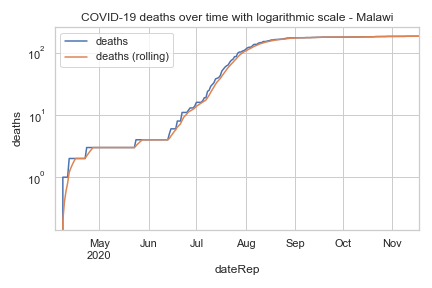 COVID-19 deaths over time with logarithmic scale - Malawi
deaths
deaths (rolling)
10²
10¹
10⁰
deaths
May Jun Jul Aug Sep Oct Nov
2020
dateRep